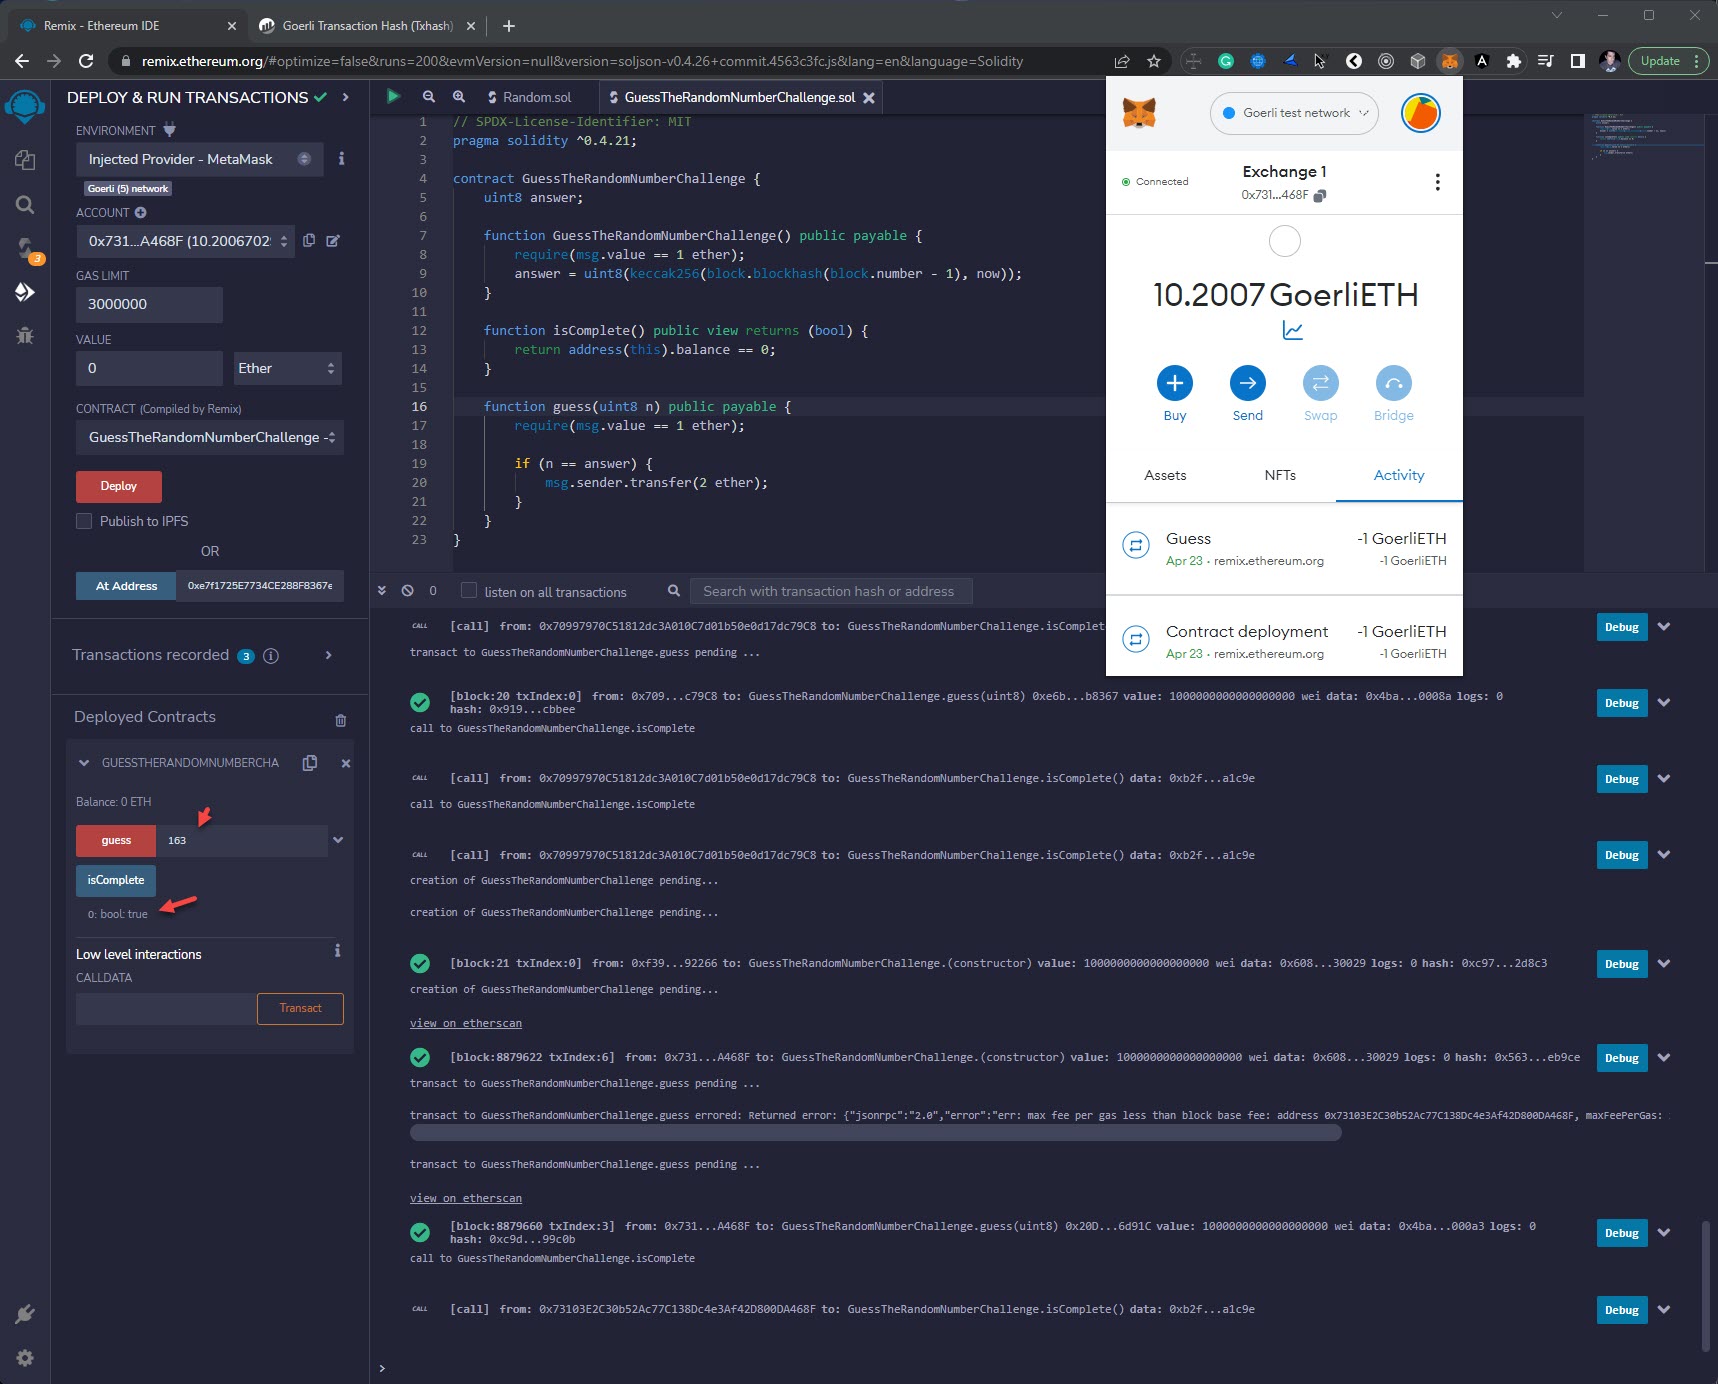 Remix - Ethereum IDE
Goerli Transaction Hash (Txhash)
remix.ethereum.org/#optimize=false&runs=200&evmVersion=null&version=soljson-v0.4.26+commit.4563c3fc.js&lang=en&language=Solidity
Update
DEPLOY & RUN TRANSACTIONS
ENVIRONMENT
Injected Provider - MetaMask
Goerli (5) network
ACCOUNT
0x731...A468F (10.2006702
GAS LIMIT
3000000
VALUE
0
Ether
CONTRACT (Compiled by Remix)
GuessTheRandomNumberChallenge -
Deploy
Publish to IPFS
OR
At Address
0xe7f1725E7734CE288F8367e
Transactions recorded 3
Deployed Contracts
GUESSTHERANDOMNUMBERCHA
Balance: 0 ETH
guess
163
isComplete
0: bool: true
Low level interactions
CALLDATA
Transact
3
Random.sol
GuessTheRandomNumberChallenge.sol
1 // SPDX-License-Identifier: MIT
2 pragma solidity ^0.4.21;
3
4 contract GuessTheRandomNumberChallenge {
5 uint8 answer;
6
7 function GuessTheRandomNumberChallenge() public payable {
8 require(msg.value == 1 ether);
9 answer = uint8(keccak256(block.blockhash(block.number - 1), now));
10 }
11
12 function isComplete() public view returns (bool) {
13 return address(this).balance == 0;
14 }
15
16 function guess(uint8 n) public payable {
17 require(msg.value == 1 ether);
18
19 if (n == answer) {
20 msg.sender.transfer(2 ether);
21 }
22 }
23 }
Goerli test network
Connected
Exchange 1
0x731...468F
10.2007 GoerliETH
Buy
Send
Swap
Bridge
Assets
NFTs
Activity
Guess -1 GoerliETH
Apr 23 · remix.ethereum.org -1 GoerliETH
Contract deployment -1 GoerliETH
Apr 23 · remix.ethereum.org -1 GoerliETH
0
listen on all transactions
Search with transaction hash or address
CALL [call] from: 0x70997970C51812dc3A010C7d01b50e0d17dc79C8 to: GuessTheRandomNumberChallenge.isComplet Debug
transact to GuessTheRandomNumberChallenge.guess pending ...
[block:20 txIndex:0] from: 0x709...c79C8 to: GuessTheRandomNumberChallenge.guess(uint8) 0xe6b...b8367 value: 1000000000000000000 wei data: 0x4ba...0008a logs: 0 Debug
hash: 0x919...cbbee
call to GuessTheRandomNumberChallenge.isComplete
CALL [call] from: 0x70997970C51812dc3A010C7d01b50e0d17dc79C8 to: GuessTheRandomNumberChallenge.isComplete() data: 0xb2f...a1c9e Debug
call to GuessTheRandomNumberChallenge.isComplete
CALL [call] from: 0x70997970C51812dc3A010C7d01b50e0d17dc79C8 to: GuessTheRandomNumberChallenge.isComplete() data: 0xb2f...a1c9e Debug
creation of GuessTheRandomNumberChallenge pending...
creation of GuessTheRandomNumberChallenge pending...
[block:21 txIndex:0] from: 0xf39...92266 to: GuessTheRandomNumberChallenge.(constructor) value: 1000000000000000000 wei data: 0x608...30029 logs: 0 hash: 0xc97...2d8c3 Debug
creation of GuessTheRandomNumberChallenge pending...
view on etherscan
[block:8879622 txIndex:6] from: 0x731...A468F to: GuessTheRandomNumberChallenge.(constructor) value: 1000000000000000000 wei data: 0x608...30029 logs: 0 hash: 0x563...eb9ce Debug
transact to GuessTheRandomNumberChallenge.guess pending ...
transact to GuessTheRandomNumberChallenge.guess errored: Returned error: {"jsonrpc":"2.0","error":"err: max fee per gas less than block base fee: address 0x73103E2C30b52Ac77C138Dc4e3Af42D800DA468F, maxFeePerGas:
transact to GuessTheRandomNumberChallenge.guess pending ...
view on etherscan
[block:8879660 txIndex:3] from: 0x731...A468F to: GuessTheRandomNumberChallenge.guess(uint8) 0x20D...6d91C value: 1000000000000000000 wei data: 0x4ba...000a3 logs: 0 Debug
hash: 0xc9d...99c0b
call to GuessTheRandomNumberChallenge.isComplete
CALL [call] from: 0x73103E2C30b52Ac77C138Dc4e3Af42D800DA468F to: GuessTheRandomNumberChallenge.isComplete() data: 0xb2f...a1c9e Debug
>